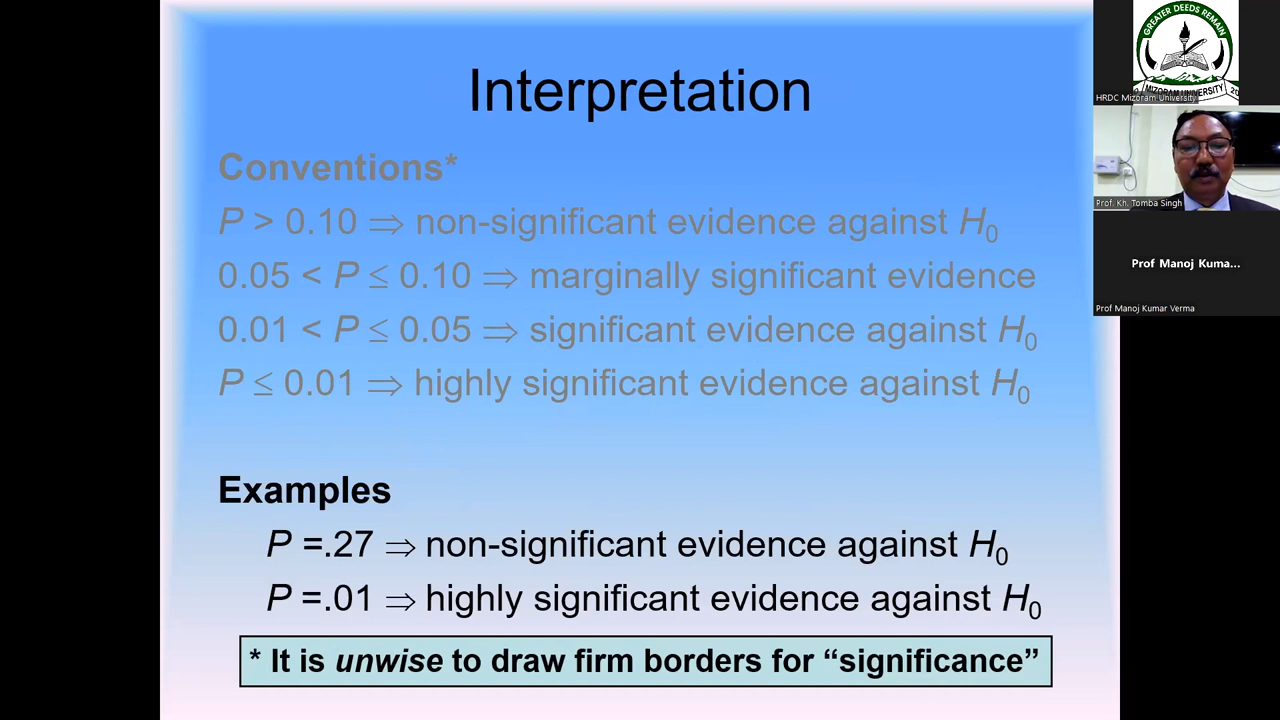 Interpretation
Conventions*
P > 0.10 ⇒ non-significant evidence against H0
0.05 < P ≤ 0.10 ⇒ marginally significant evidence
0.01 < P ≤ 0.05 ⇒ significant evidence against H0
P ≤ 0.01 ⇒ highly significant evidence against H0
Examples
P =.27 ⇒ non-significant evidence against H0
P =.01 ⇒ highly significant evidence against H0
* It is unwise to draw firm borders for “significance”
GREATER DEEDS REMAIN
MIZORAM UNIVERSITY
HRDC Mizoram University
Prof. Kh. Tomba Singh
Prof Manoj Kuma...
Prof Manoj Kumar Verma